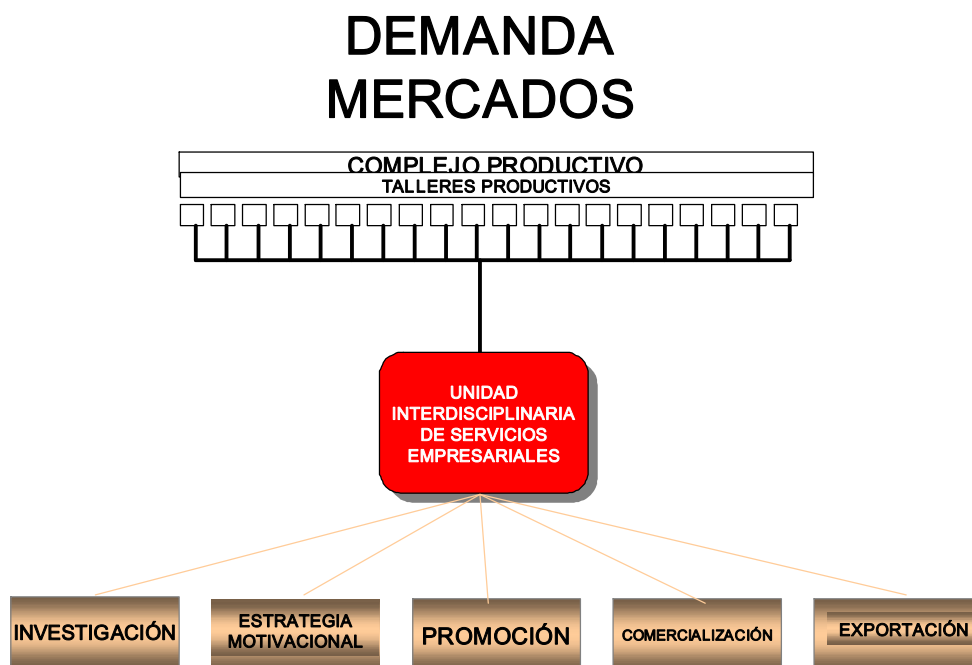 DEMANDA
MERCADOS
COMPLEJO PRODUCTIVO
TALLERES PRODUCTIVOS
UNIDAD
INTERDISCIPLINARIA
DE SERVICIOS
EMPRESARIALES
INVESTIGACIÓN
ESTRATEGIA
MOTIVACIONAL
PROMOCIÓN
COMERCIALIZACIÓN
EXPORTACIÓN